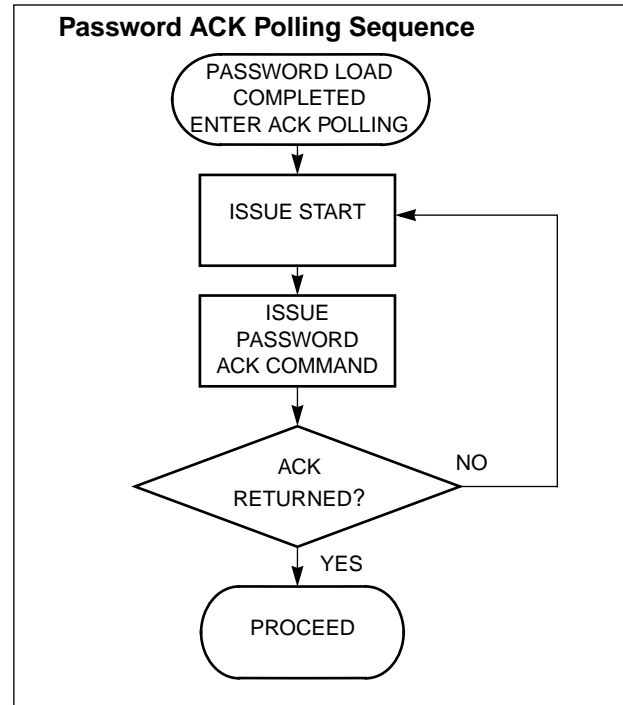 Password ACK Polling Sequence
PASSWORD LOAD
COMPLETED
ENTER ACK POLLING
ISSUE START
ISSUE
PASSWORD
ACK COMMAND
ACK
RETURNED?
NO
YES
PROCEED